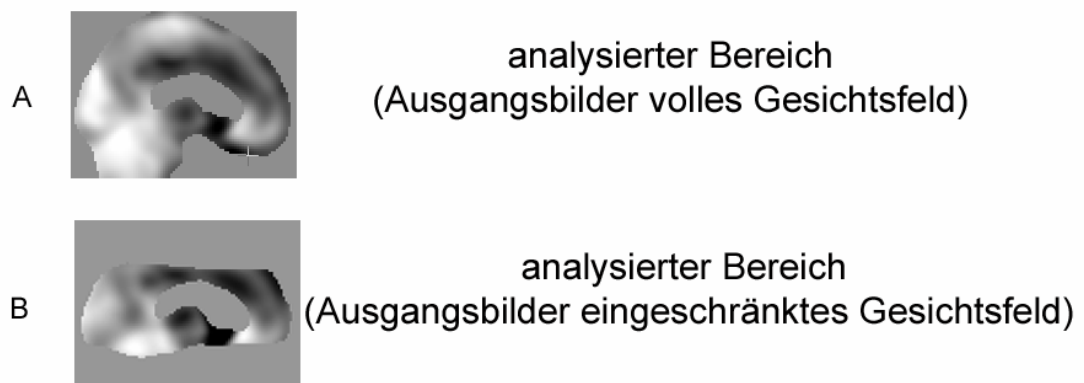 A
analysierter Bereich
(Ausgangsbilder volles Gesichtsfeld)
B
analysierter Bereich
(Ausgangsbilder eingeschränktes Gesichtsfeld)